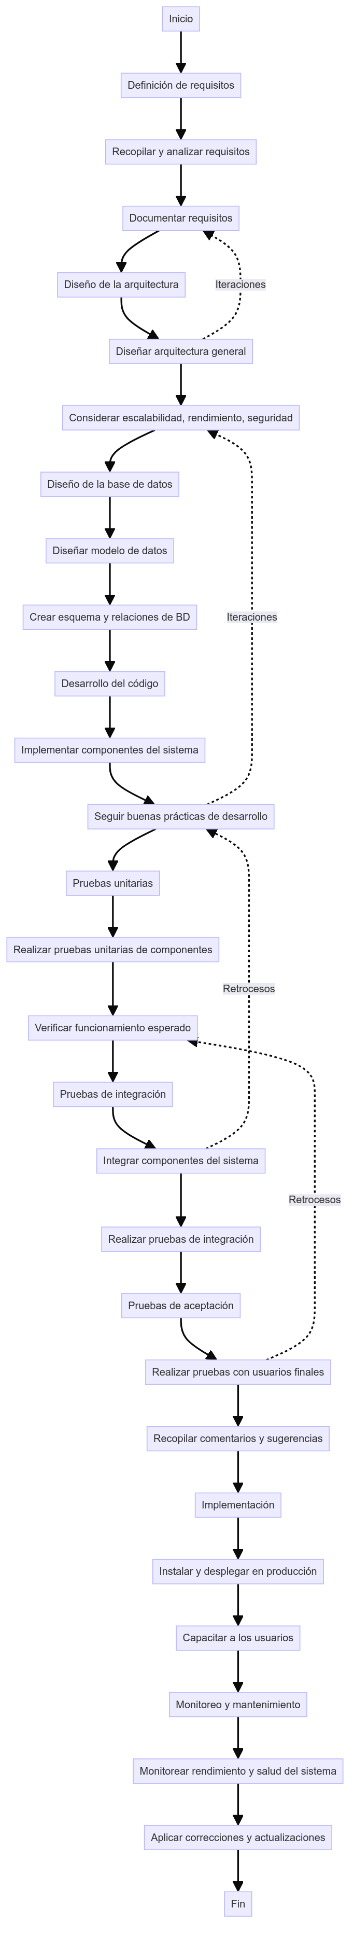 Inicio
Definición de requisitos
Recopilar y analizar requisitos
Documentar requisitos
Diseño de la arquitectura
Iteraciones
Diseñar arquitectura general
Considerar escalabilidad, rendimiento, seguridad
Diseño de la base de datos
Diseñar modelo de datos
Crear esquema y relaciones de BD
Iteraciones
Desarrollo del código
Implementar componentes del sistema
Seguir buenas prácticas de desarrollo
Pruebas unitarias
Realizar pruebas unitarias de componentes
Retrocesos
Verificar funcionamiento esperado
Pruebas de integración
Integrar componentes del sistema
Retrocesos
Realizar pruebas de integración
Pruebas de aceptación
Realizar pruebas con usuarios finales
Recopilar comentarios y sugerencias
Implementación
Instalar y desplegar en producción
Capacitar a los usuarios
Monitoreo y mantenimiento
Monitorear rendimiento y salud del sistema
Aplicar correcciones y actualizaciones
Fin